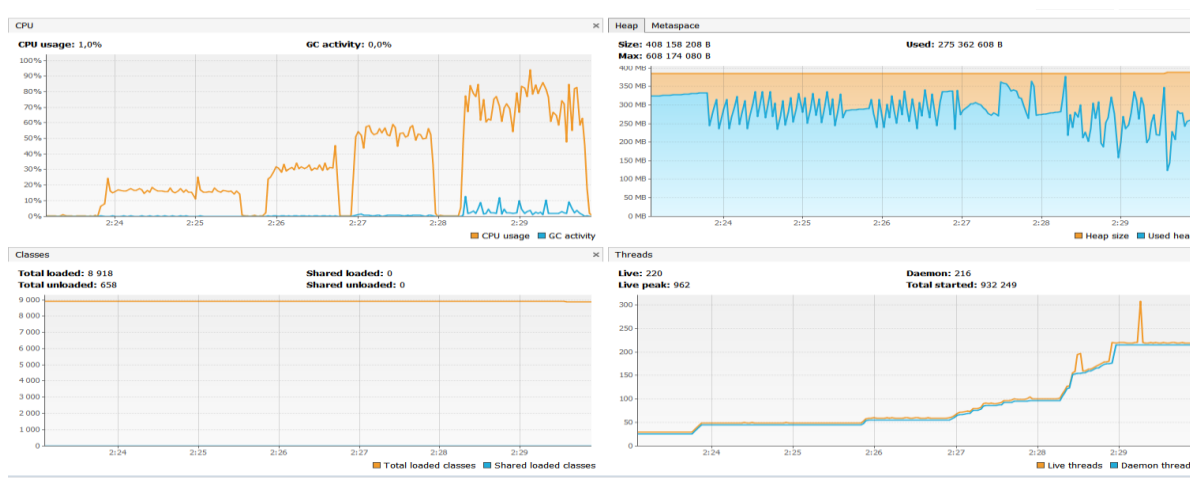 CPU
CPU usage: 1,0%
GC activity: 0,0%
100%
90%
80%
70%
60%
50%
40%
30%
20%
10%
0%
2:24 2:25 2:26 2:27 2:28 2:29
CPU usage GC activity
Heap Metaspace
Size: 408 158 208 B
Used: 275 362 608 B
Max: 608 174 080 B
400 MB
350 MB
300 MB
250 MB
200 MB
150 MB
100 MB
50 MB
0 MB
2:24 2:25 2:26 2:27 2:28 2:29
Heap size Used hea
Classes
Total loaded: 8 918
Shared loaded: 0
Total unloaded: 658
Shared unloaded: 0
9 000
8 000
7 000
6 000
5 000
4 000
3 000
2 000
1 000
0
2:24 2:25 2:26 2:27 2:28 2:29
Total loaded classes Shared loaded classes
Threads
Live: 220
Daemon: 216
Live peak: 962
Total started: 932 249
300
250
200
150
100
50
0
2:24 2:25 2:26 2:27 2:28 2:29
Live threads Daemon thread